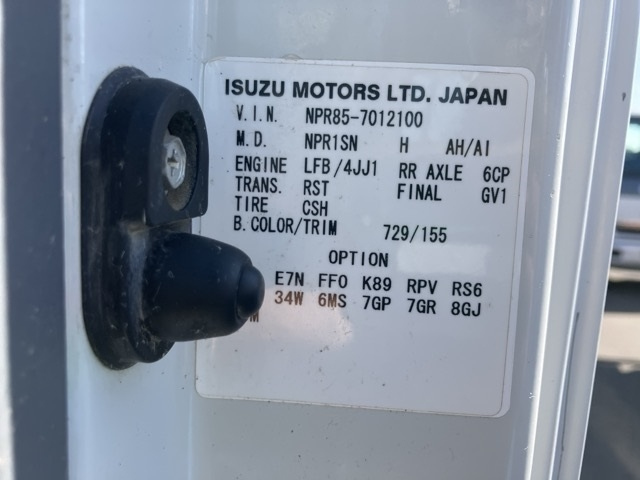 ISUZU MOTORS LTD. JAPAN
V.I.N. NPR85-7012100
M.D. NPR1SN H AH/AI
ENGINE LFB/4JJ1 RR AXLE 6CP
TRANS. RST FINAL GV1
TIRE CSH
B.COLOR/TRIM 729/155
OPTION
E7N FF0 K89 RPV RS6
34W 6MS 7GP 7GR 8GJ